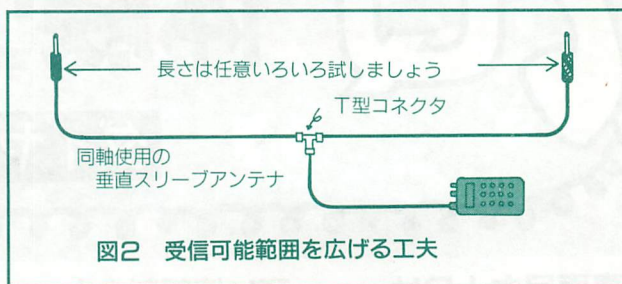 長さは任意いろいろ試しましょう
T型コネクタ
同軸使用の
垂直スリーブアンテナ
図2 受信可能範囲を広げる工夫